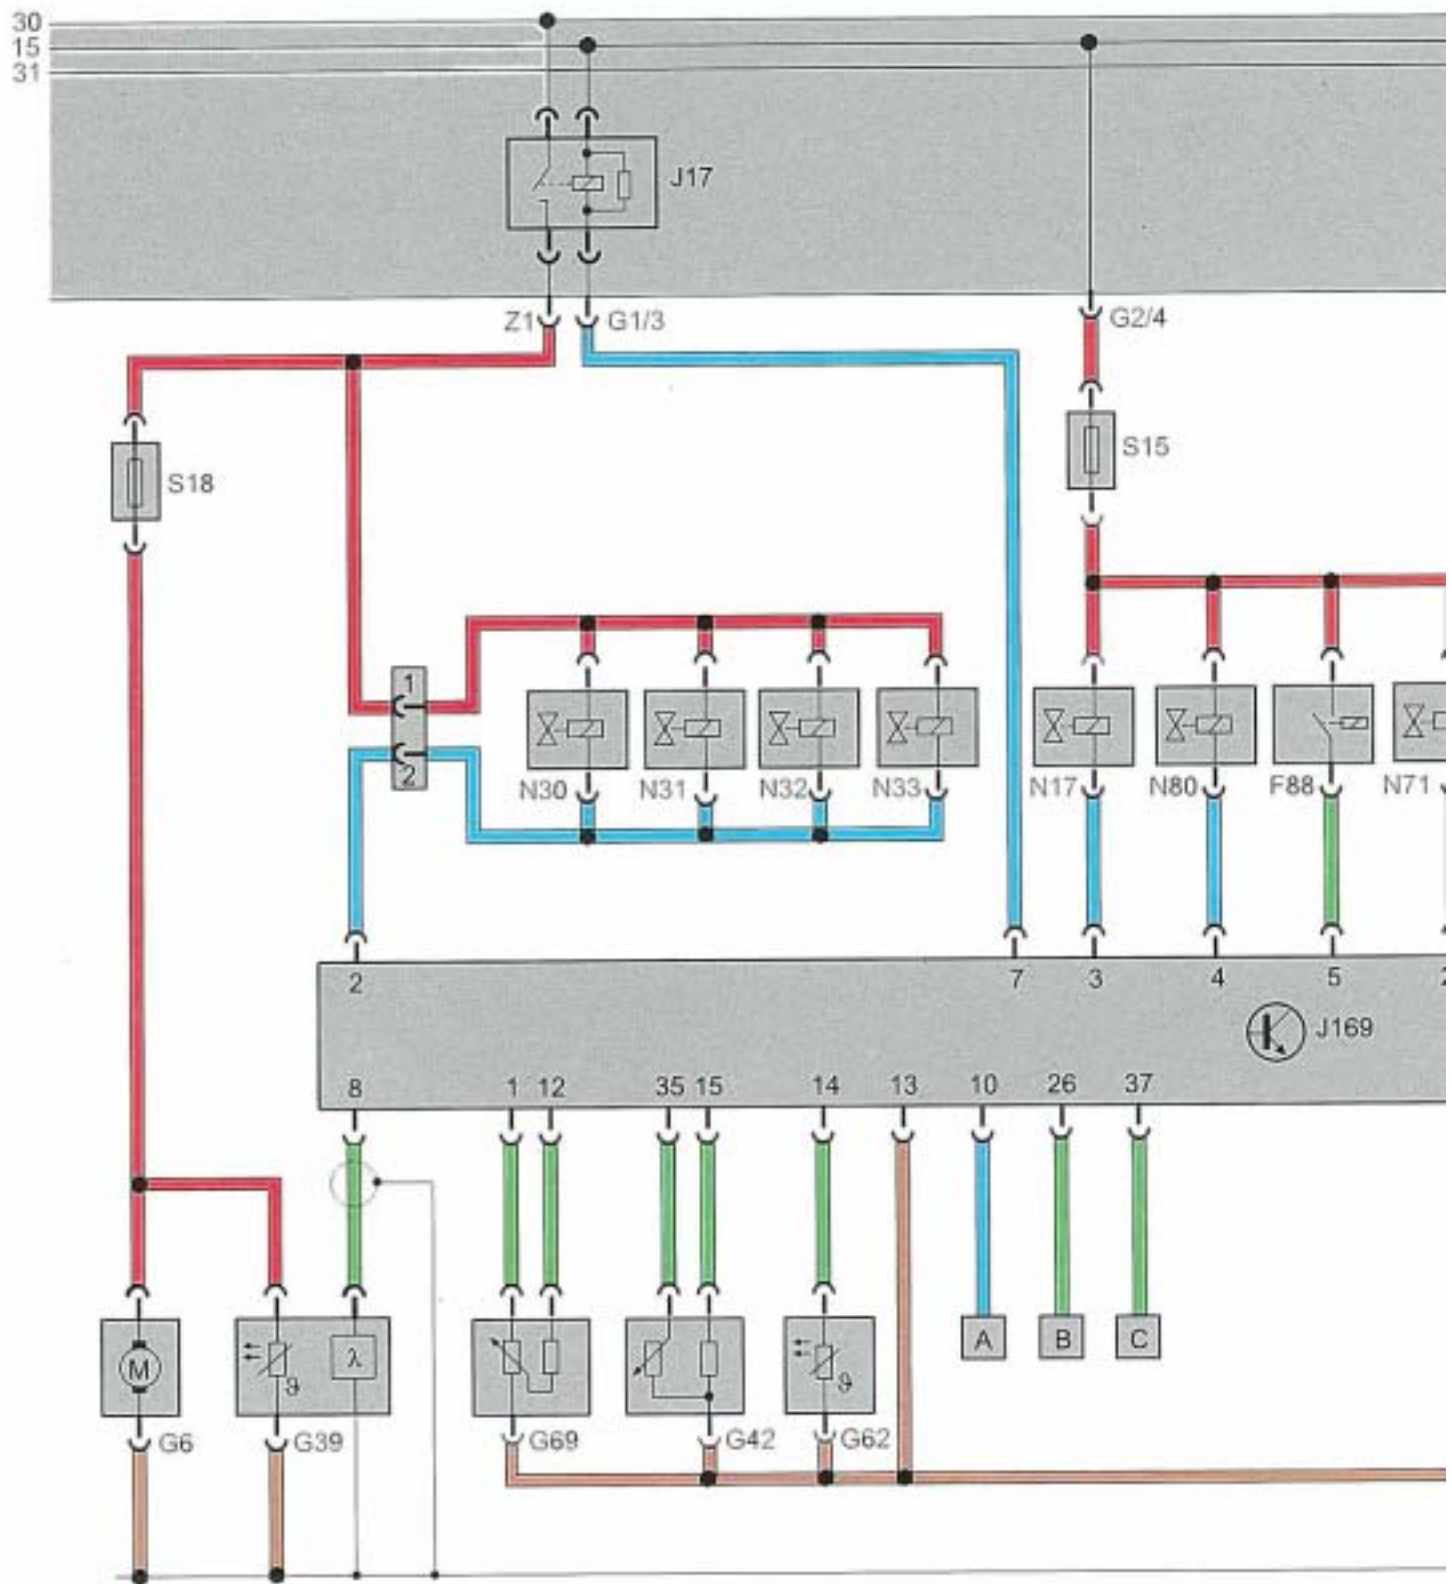 30
15
31
J17
Z1 G1/3 G2/4
S18 S15
1
2
N30 N31 N32 N33 N17 N80 F88 N71
2 7 3 4 5
J169
8 1 12 35 15 14 13 10 26 37
A B C
M ϑ λ ϑ
G6 G39 G69 G42 G62